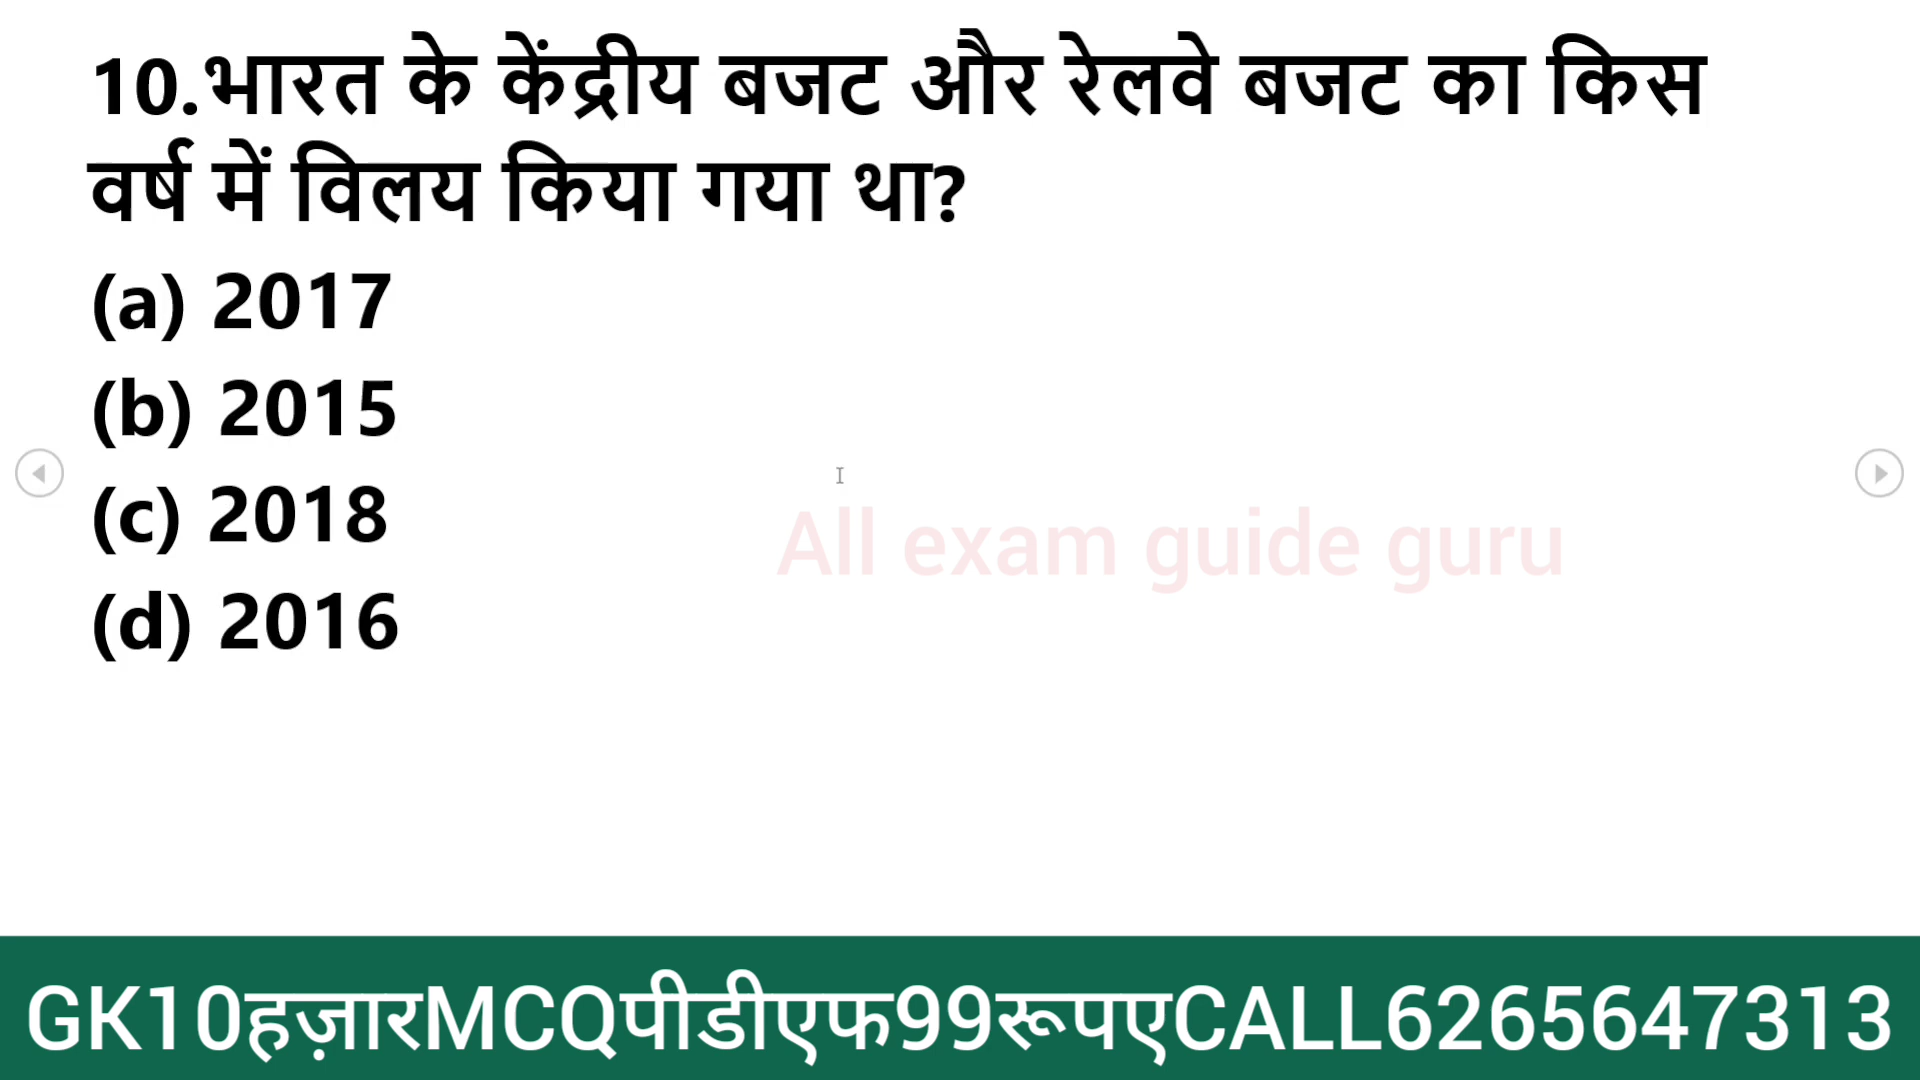 10.भारत के केंद्रीय बजट और रेलवे बजट का किस
वर्ष में विलय किया गया था?
(a) 2017
(b) 2015
(c) 2018
(d) 2016
All exam guide guru
GK10हज़ारMCQपीडीएफ99रूपएCALL6265647313